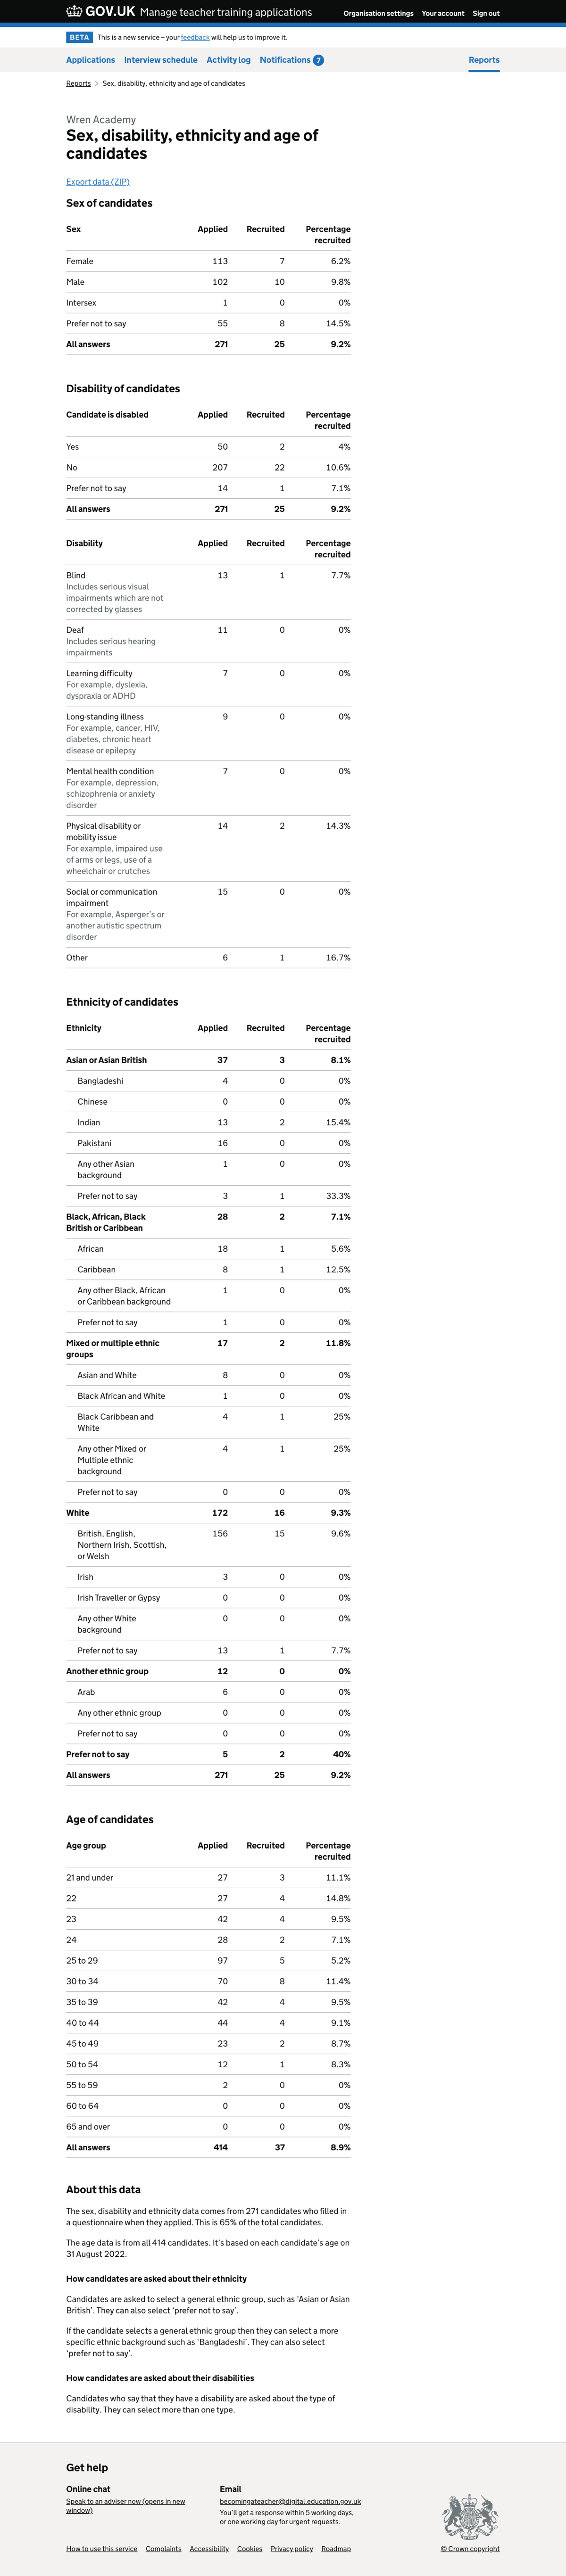 GOV.UK Manage teacher training applications Organisation settings Your account Sign out
BETA This is a new service – your feedback will help us to improve it.
Applications Interview schedule Activity log Notifications 7 Reports
Reports > Sex, disability, ethnicity and age of candidates
Wren Academy
Sex, disability, ethnicity and age of
candidates
Export data (ZIP)
Sex of candidates
Sex Applied Recruited Percentage
recruited
Female 113 7 6.2%
Male 102 10 9.8%
Intersex 1 0 0%
Prefer not to say 55 8 14.5%
All answers 271 25 9.2%
Disability of candidates
Candidate is disabled Applied Recruited Percentage
recruited
Yes 50 2 4%
No 207 22 10.6%
Prefer not to say 14 1 7.1%
All answers 271 25 9.2%
Disability Applied Recruited Percentage
recruited
Blind 13 1 7.7%
Includes serious visual
impairments which are not
corrected by glasses
Deaf 11 0 0%
Includes serious hearing
impairments
Learning difficulty 7 0 0%
For example, dyslexia,
dyspraxia or ADHD
Long-standing illness 9 0 0%
For example, cancer, HIV,
diabetes, chronic heart
disease or epilepsy
Mental health condition 7 0 0%
For example, depression,
schizophrenia or anxiety
disorder
Physical disability or 14 2 14.3%
mobility issue
For example, impaired use
of arms or legs, use of a
wheelchair or crutches
Social or communication 15 0 0%
impairment
For example, Asperger’s or
another autistic spectrum
disorder
Other 6 1 16.7%
Ethnicity of candidates
Ethnicity Applied Recruited Percentage
recruited
Asian or Asian British 37 3 8.1%
Bangladeshi 4 0 0%
Chinese 0 0 0%
Indian 13 2 15.4%
Pakistani 16 0 0%
Any other Asian 1 0 0%
background
Prefer not to say 3 1 33.3%
Black, African, Black 28 2 7.1%
British or Caribbean
African 18 1 5.6%
Caribbean 8 1 12.5%
Any other Black, African 1 0 0%
or Caribbean background
Prefer not to say 1 0 0%
Mixed or multiple ethnic 17 2 11.8%
groups
Asian and White 8 0 0%
Black African and White 1 0 0%
Black Caribbean and 4 1 25%
White
Any other Mixed or 4 1 25%
Multiple ethnic
background
Prefer not to say 0 0 0%
White 172 16 9.3%
British, English, 156 15 9.6%
Northern Irish, Scottish,
or Welsh
Irish 3 0 0%
Irish Traveller or Gypsy 0 0 0%
Any other White 0 0 0%
background
Prefer not to say 13 1 7.7%
Another ethnic group 12 0 0%
Arab 6 0 0%
Any other ethnic group 0 0 0%
Prefer not to say 0 0 0%
Prefer not to say 5 2 40%
All answers 271 25 9.2%
Age of candidates
Age group Applied Recruited Percentage
recruited
21 and under 27 3 11.1%
22 27 4 14.8%
23 42 4 9.5%
24 28 2 7.1%
25 to 29 97 5 5.2%
30 to 34 70 8 11.4%
35 to 39 42 4 9.5%
40 to 44 44 4 9.1%
45 to 49 23 2 8.7%
50 to 54 12 1 8.3%
55 to 59 2 0 0%
60 to 64 0 0 0%
65 and over 0 0 0%
All answers 414 37 8.9%
About this data
The sex, disability and ethnicity data comes from 271 candidates who filled in
a questionnaire when they applied. This is 65% of the total candidates.
The age data is from all 414 candidates. It’s based on each candidate’s age on
31 August 2022.
How candidates are asked about their ethnicity
Candidates are asked to select a general ethnic group, such as ‘Asian or Asian
British’. They can also select ‘prefer not to say’.
If the candidate selects a general ethnic group then they can select a more
specific ethnic background such as ‘Bangladeshi’. They can also select
‘prefer not to say’.
How candidates are asked about their disabilities
Candidates who say that they have a disability are asked about the type of
disability. They can select more than one type.
Get help
Online chat
Speak to an adviser now (opens in new
window)
Email
becomingateacher@digital.education.gov.uk
You’ll get a response within 5 working days,
or one working day for urgent requests.
How to use this service Complaints Accessibility Cookies Privacy policy Roadmap © Crown copyright